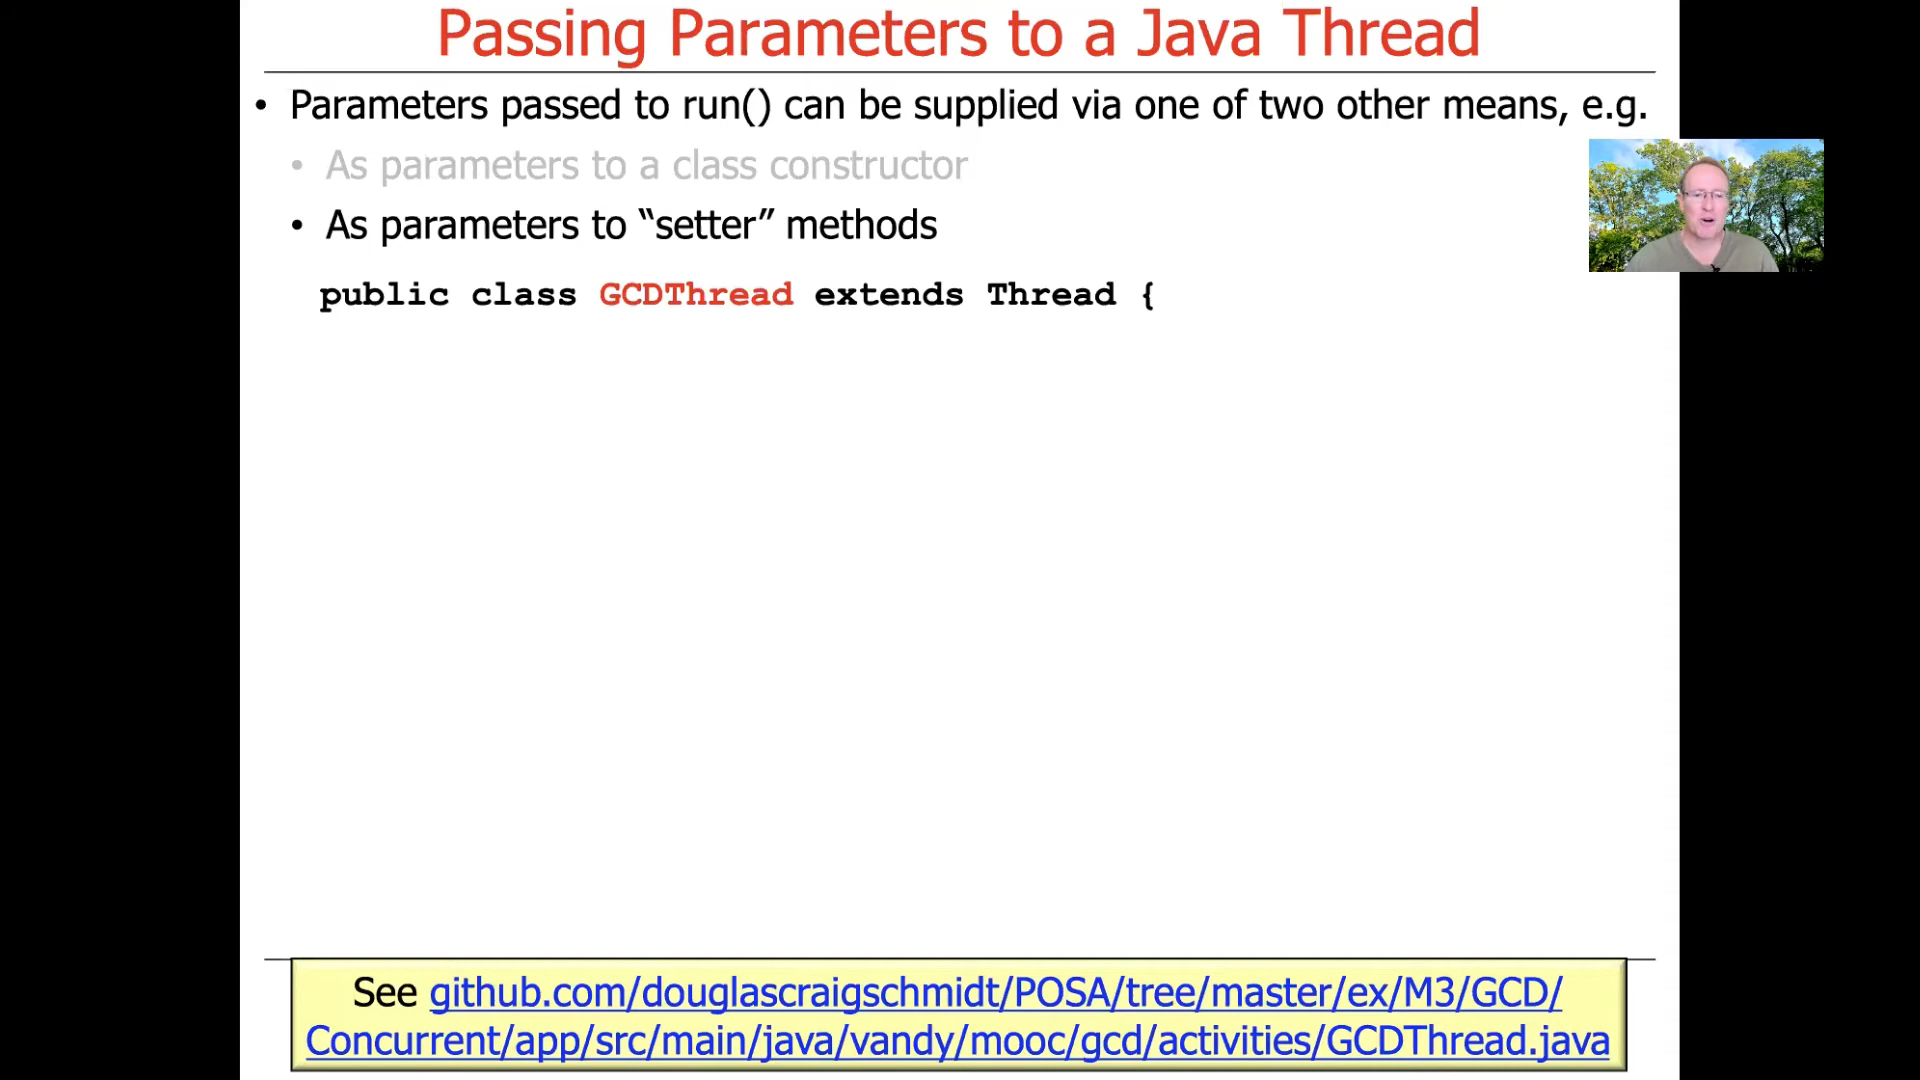 Passing Parameters to a Java Thread
• Parameters passed to run() can be supplied via one of two other means, e.g.
• As parameters to a class constructor
• As parameters to “setter” methods
public class GCDThread extends Thread {
See github.com/douglascraigschmidt/POSA/tree/master/ex/M3/GCD/
Concurrent/app/src/main/java/vandy/mooc/gcd/activities/GCDThread.java